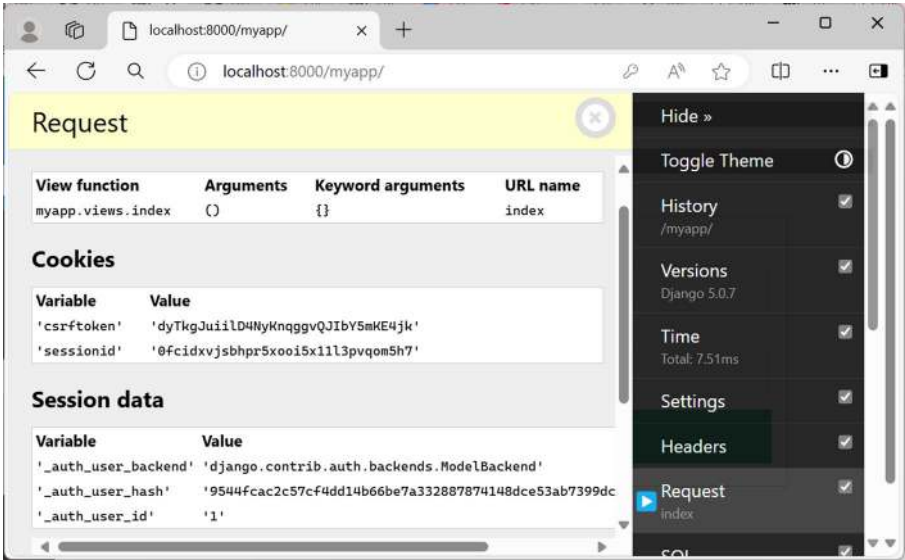 localhost:8000/myapp/
localhost:8000/myapp/
Request
View function Arguments Keyword arguments URL name
myapp.views.index () {} index
Cookies
Variable Value
'csrftoken' 'dyTkgJuiilD4NyKnqggvQJIbY5mKE4jk'
'sessionid' '0fcidxvjsbhpr5xooi5x11l3pvqom5h7'
Session data
Variable Value
'_auth_user_backend' 'django.contrib.auth.backends.ModelBackend'
'_auth_user_hash' '9544fcac2c57cf4dd14b66be7a332887874148dce53ab7399dc
'_auth_user_id' '1'
Hide »
Toggle Theme
History
/myapp/
Versions
Django 5.0.7
Time
Total: 7.51ms
Settings
Headers
Request
index
SQL